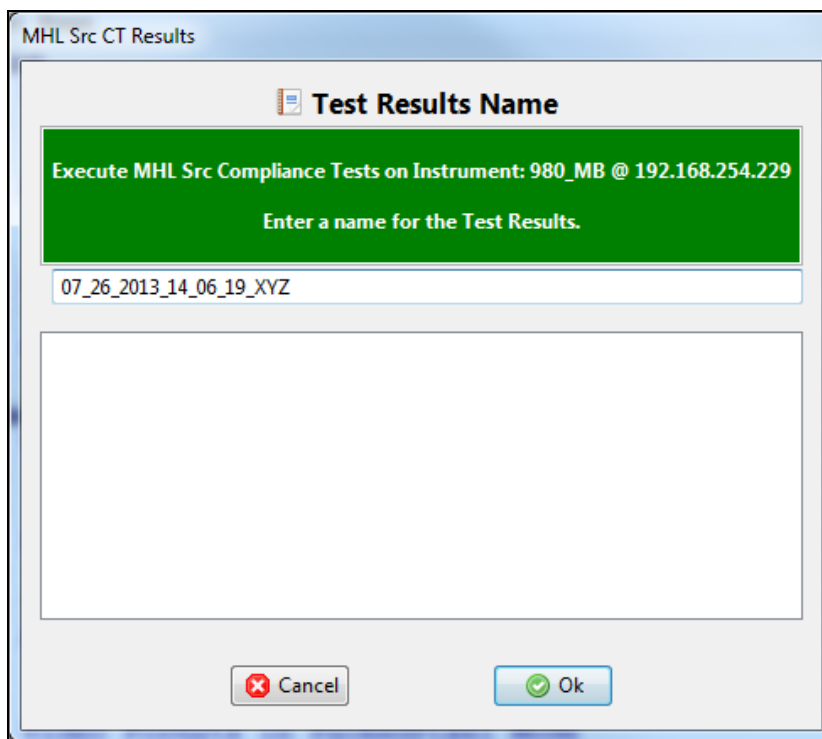 MHL Src CT Results
Test Results Name
Execute MHL Src Compliance Tests on Instrument: 980_MB @ 192.168.254.229
Enter a name for the Test Results.
07_26_2013_14_06_19_XYZ
Cancel
Ok